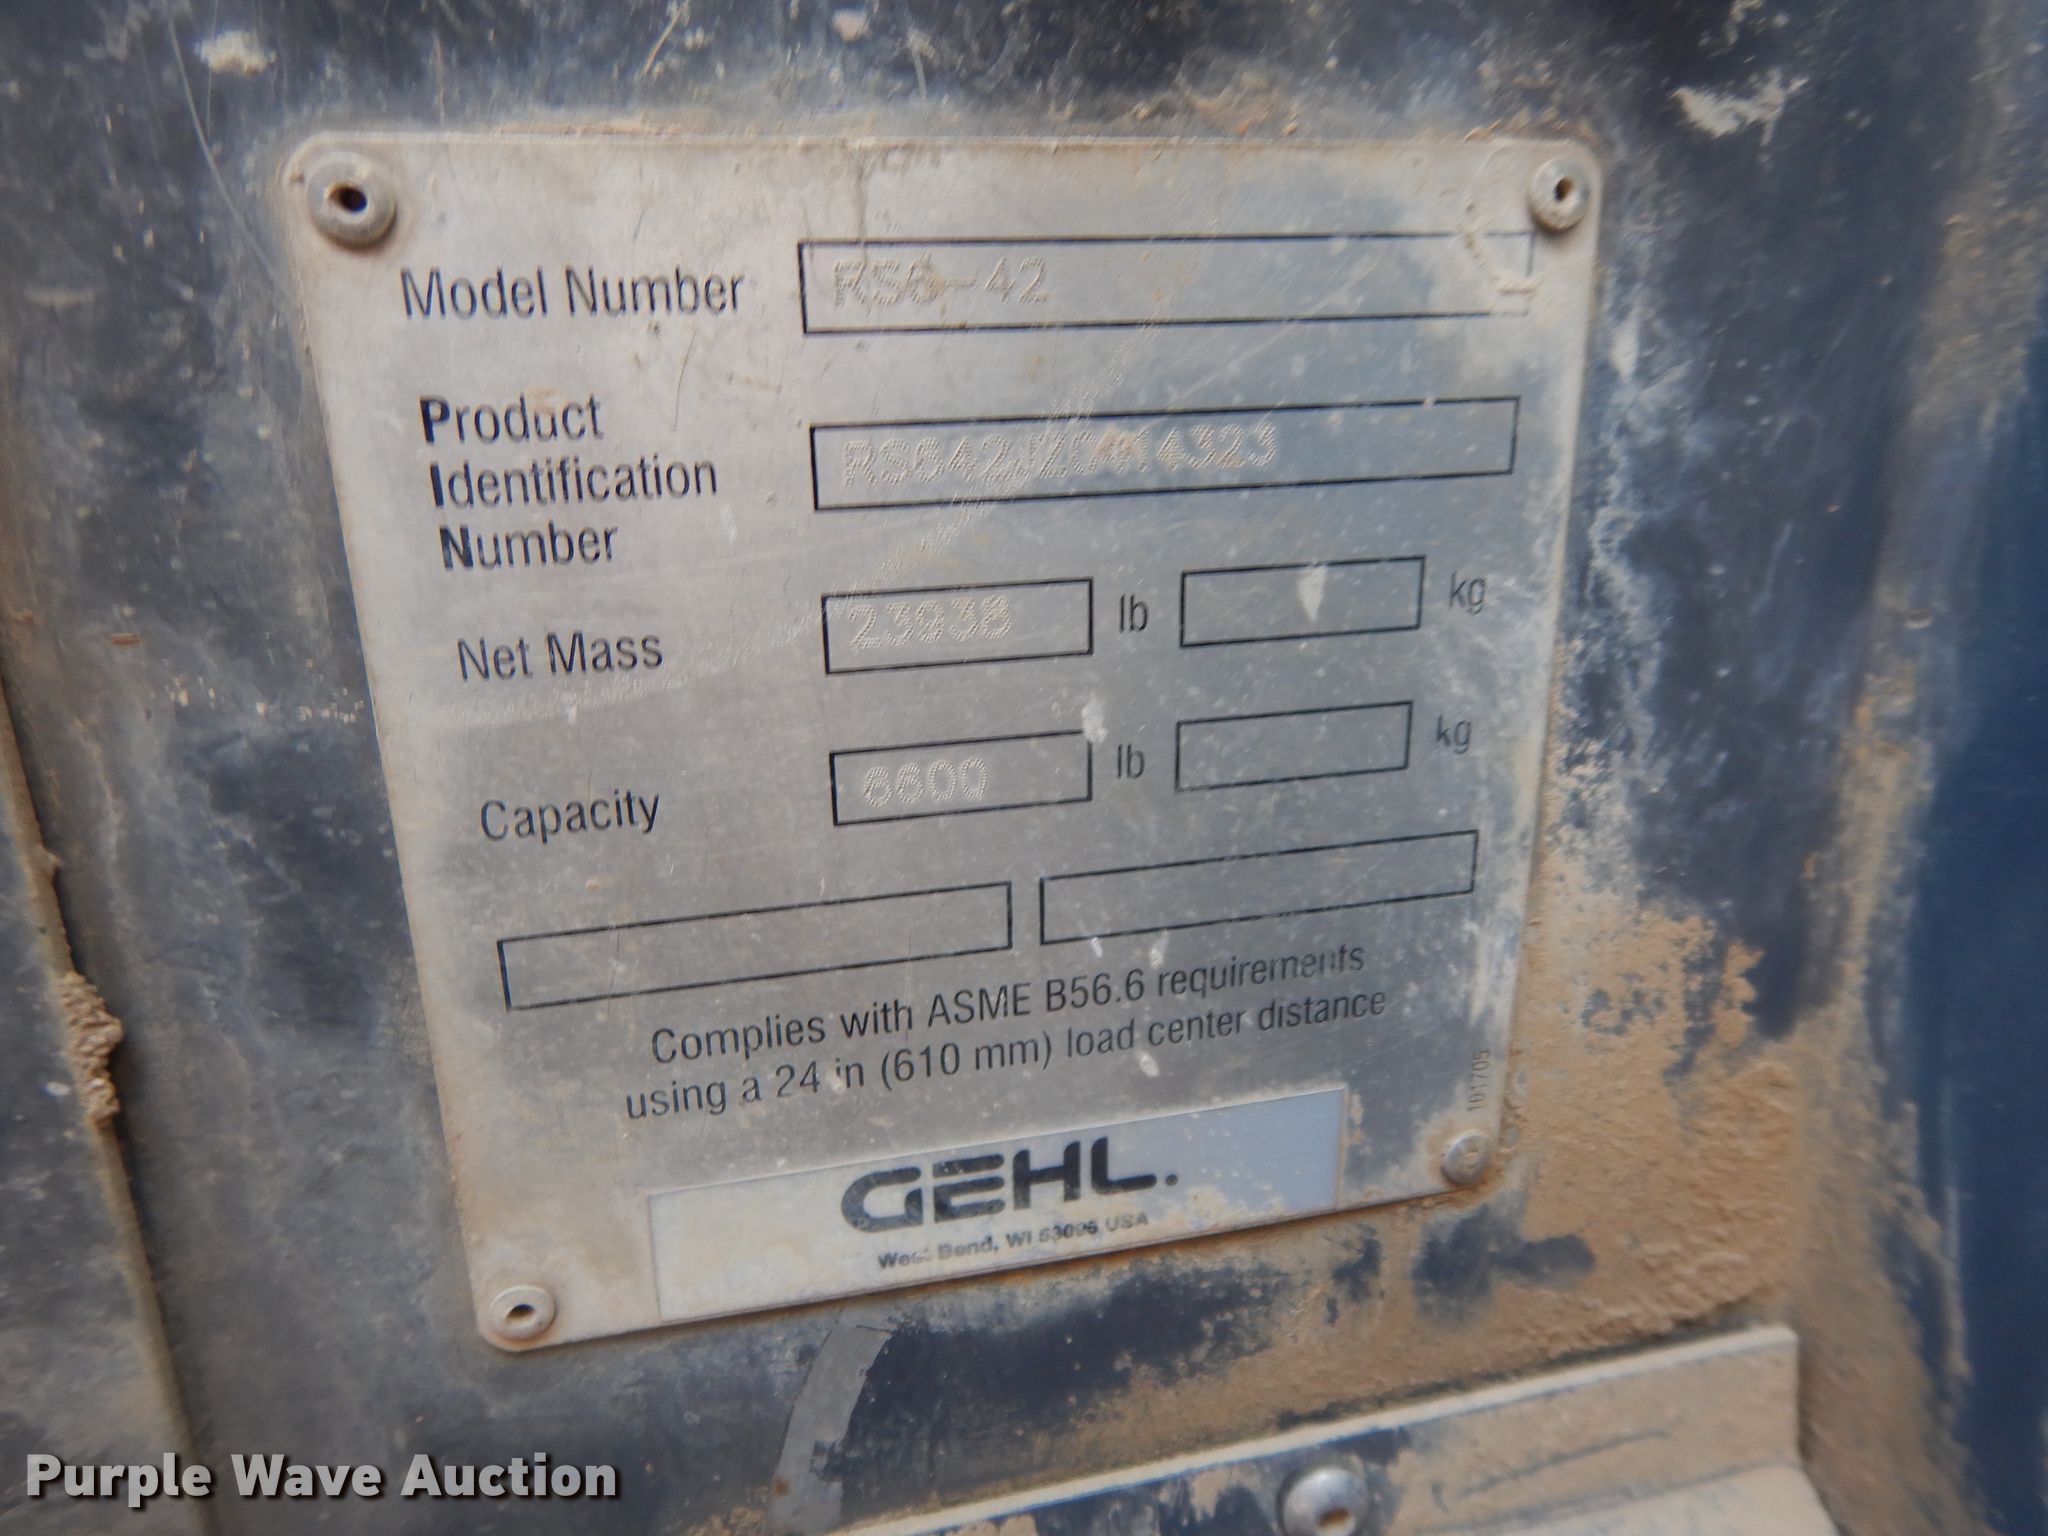 Model Number RS6-42
Product
Identification
Number
Net Mass 23938 lb kg
Capacity 6600 lb kg
Complies with ASME B56.6 requirements
using a 24 in (610 mm) load center distance
101705
GEHL.
West Bend, WI 53095 USA
Purple Wave Auction